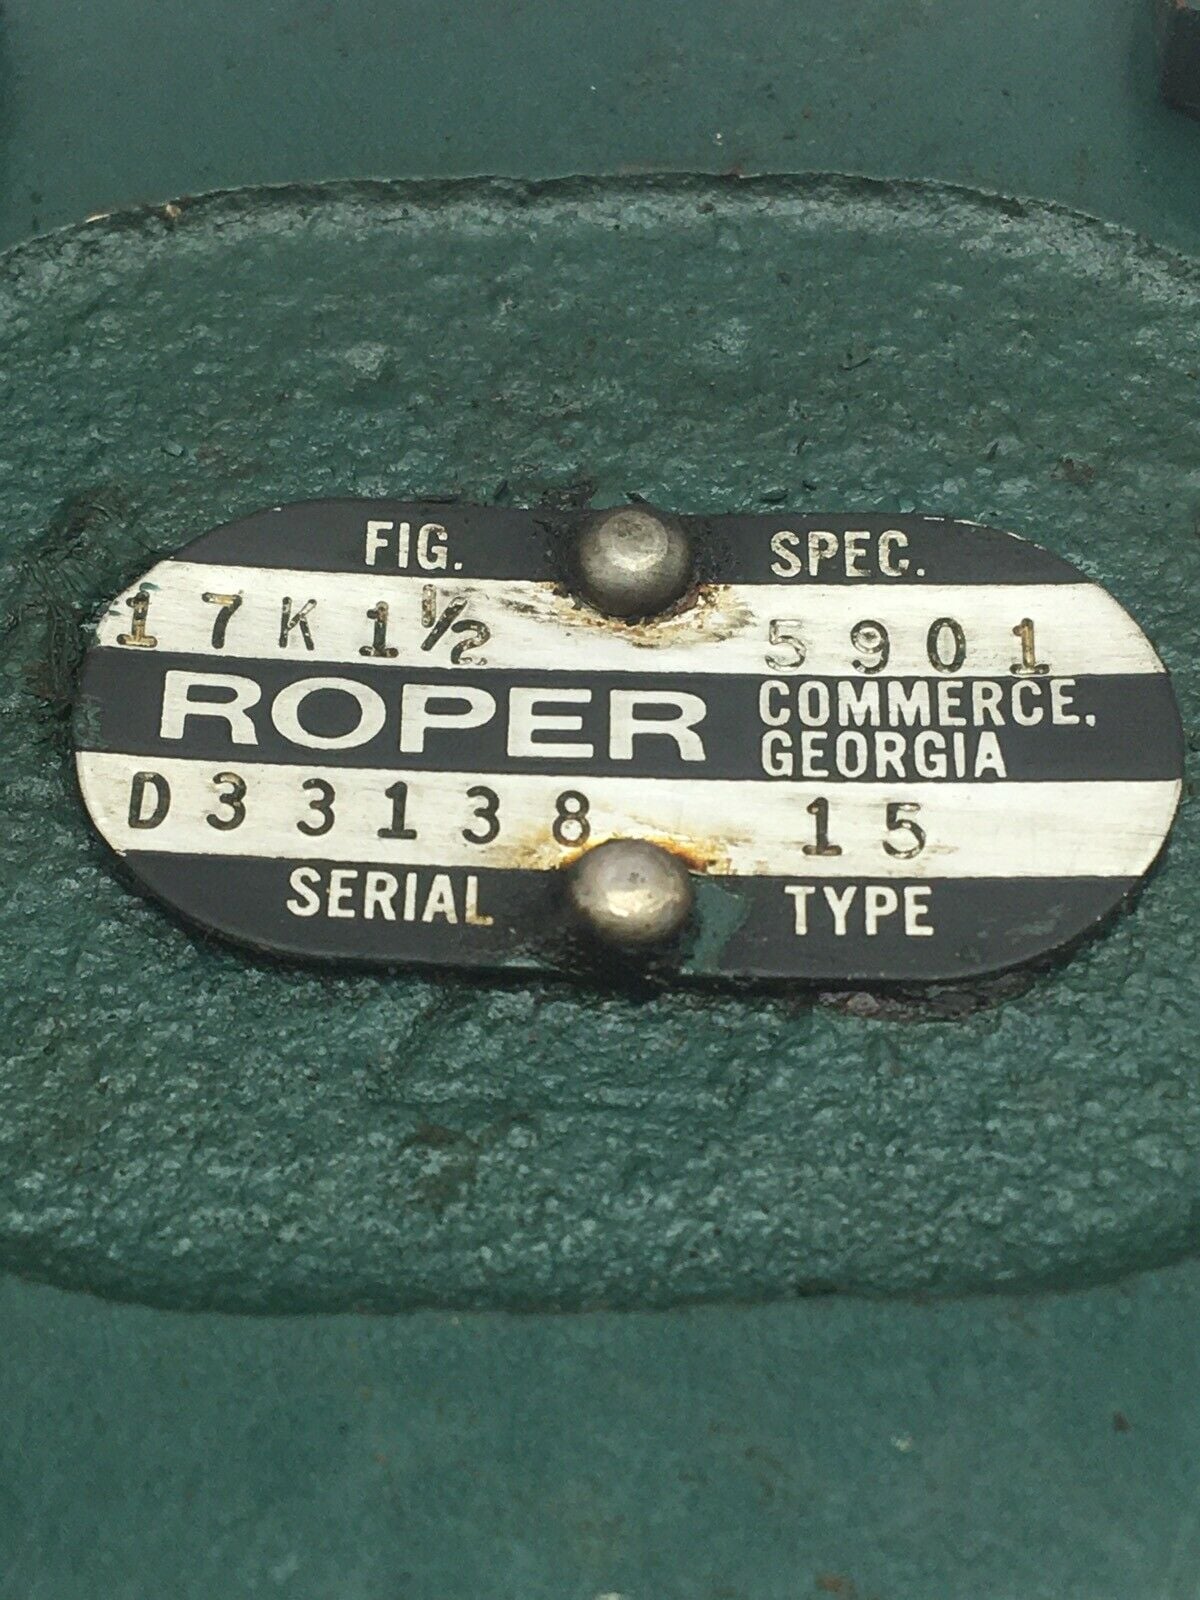 FIG. SPEC.
17K1½ 5901
ROPER COMMERCE, GEORGIA
D33138 15
SERIAL TYPE